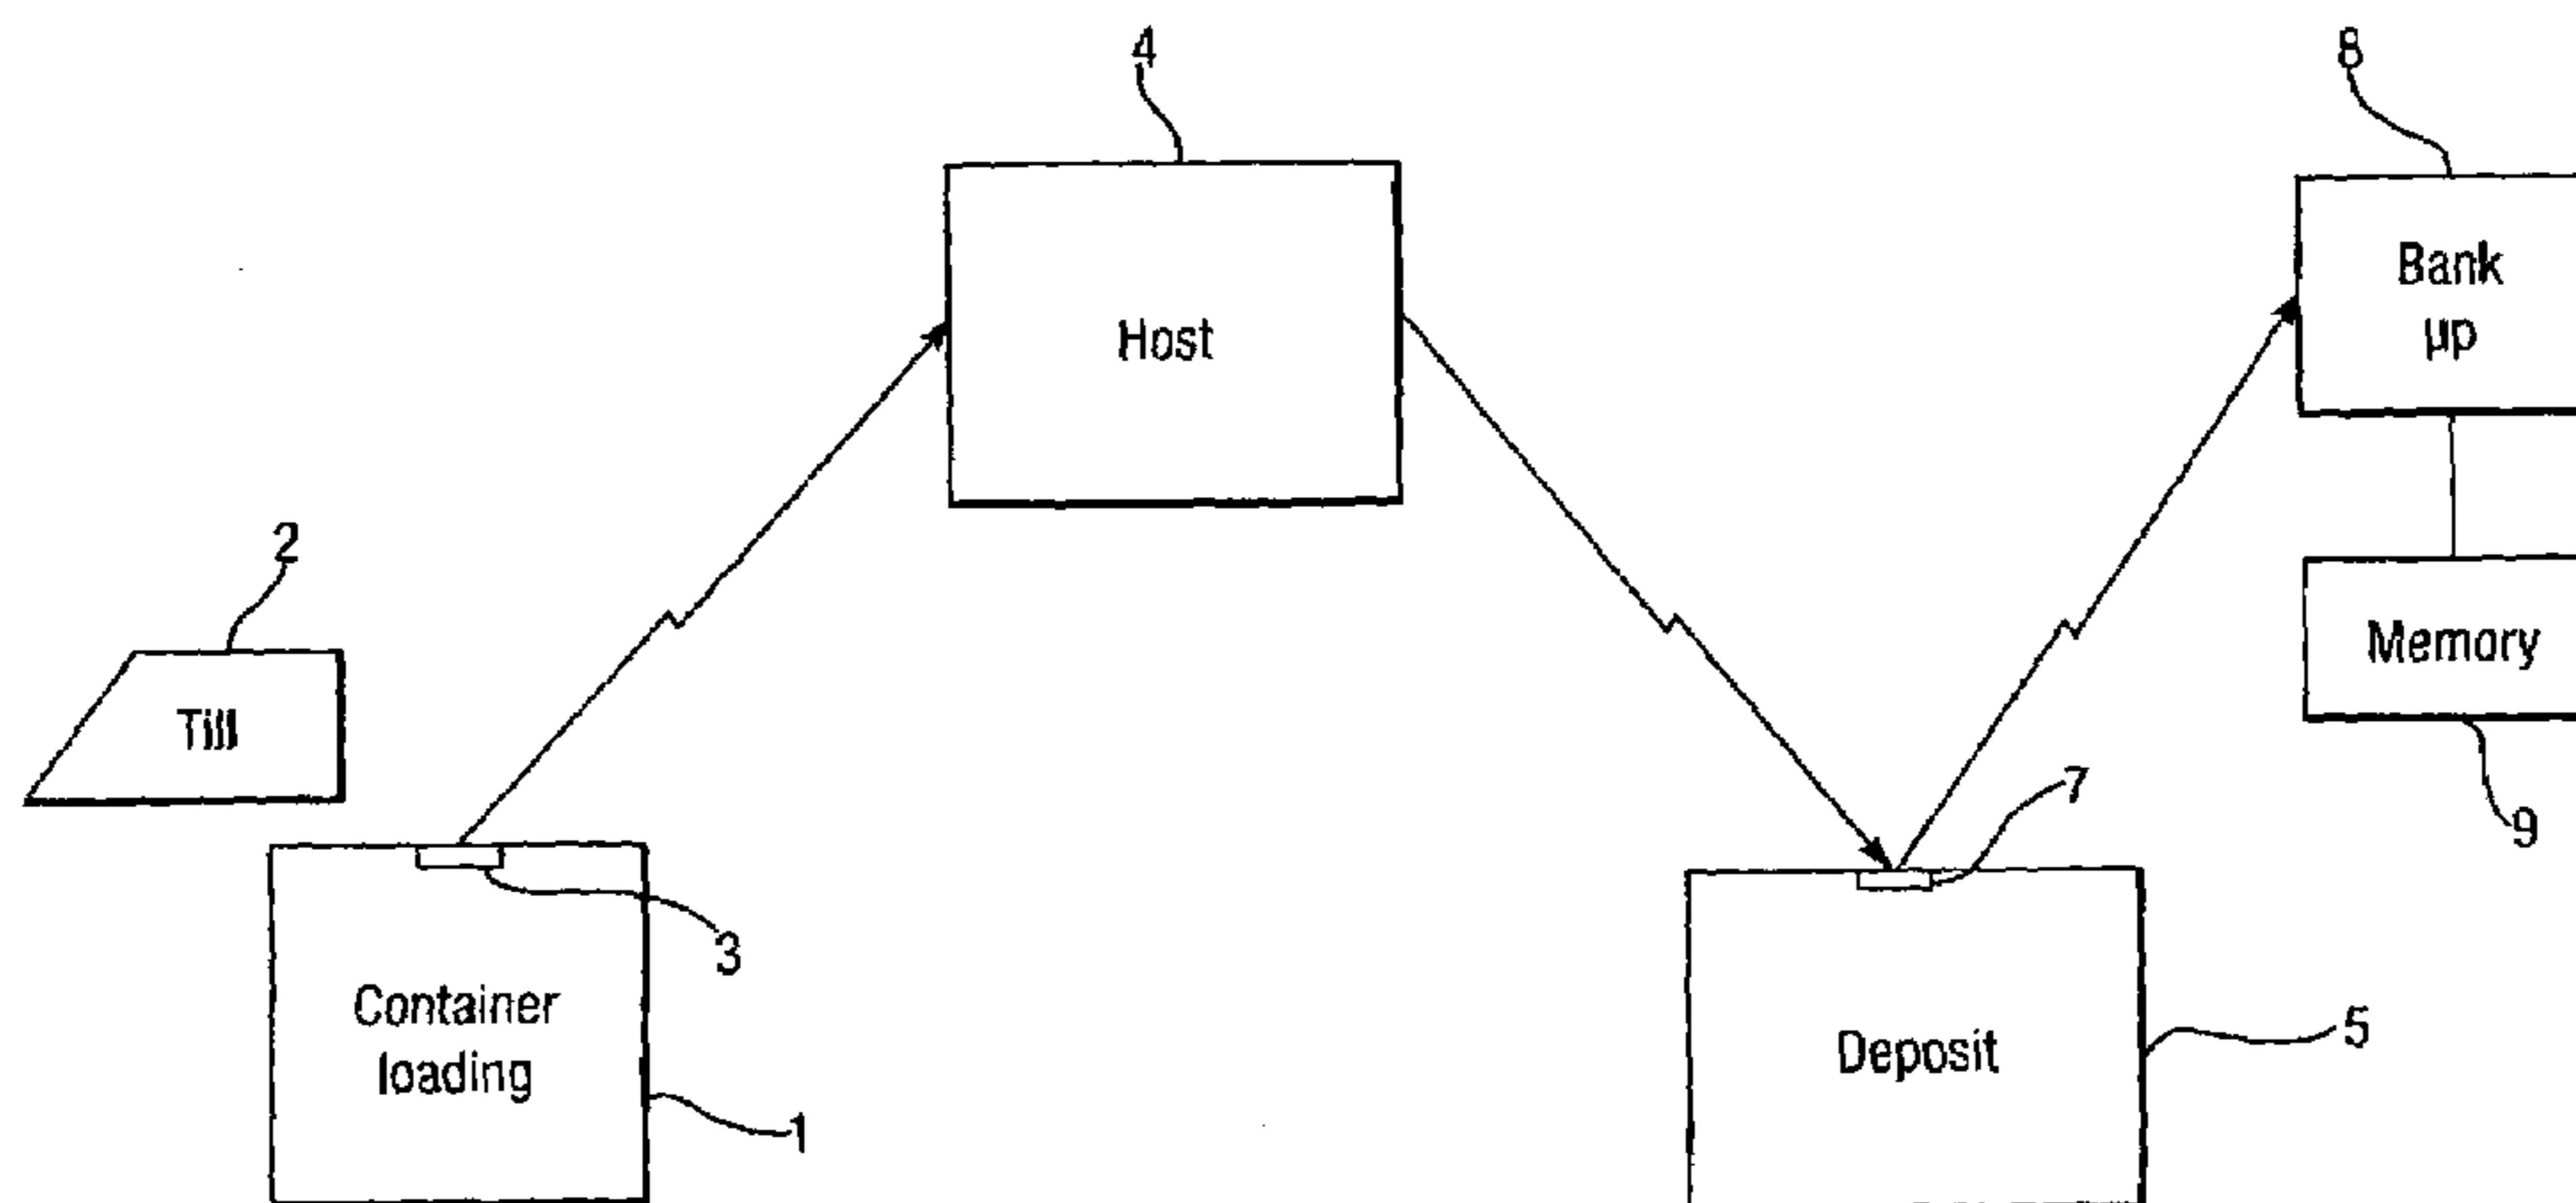 4
8
Host
Bank
µp
2
Till
Memory
7
9
3
Container
loading
Deposit
5
1